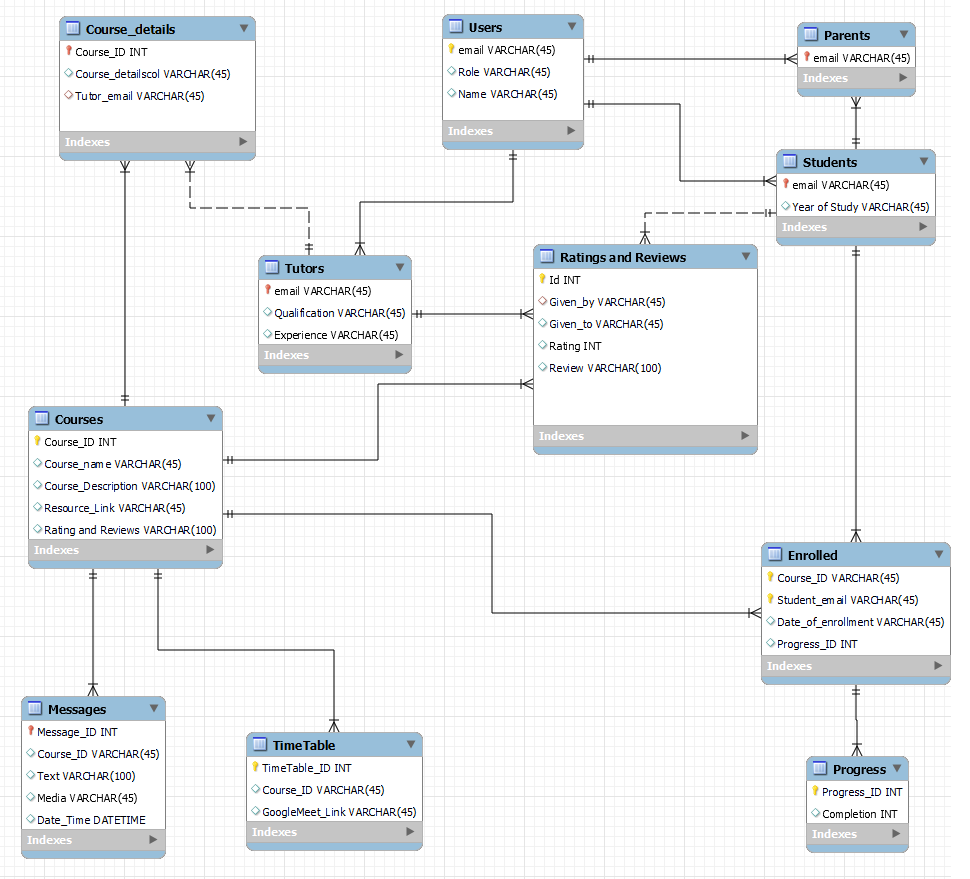 Course_details
Course_ID INT
Course_detailscol VARCHAR(45)
Tutor_email VARCHAR(45)
Indexes
Users
email VARCHAR(45)
Role VARCHAR(45)
Name VARCHAR(45)
Indexes
Parents
email VARCHAR(45)
Indexes
Students
email VARCHAR(45)
Year of Study VARCHAR(45)
Indexes
Tutors
email VARCHAR(45)
Qualification VARCHAR(45)
Experience VARCHAR(45)
Indexes
Ratings and Reviews
Id INT
Given_by VARCHAR(45)
Given_to VARCHAR(45)
Rating INT
Review VARCHAR(100)
Indexes
Courses
Course_ID INT
Course_name VARCHAR(45)
Course_Description VARCHAR(100)
Resource_Link VARCHAR(45)
Rating and Reviews VARCHAR(100)
Indexes
Enrolled
Course_ID VARCHAR(45)
Student_email VARCHAR(45)
Date_of_enrollment VARCHAR(45)
Progress_ID INT
Indexes
Messages
Message_ID INT
Course_ID VARCHAR(45)
Text VARCHAR(100)
Media VARCHAR(45)
Date_Time DATETIME
Indexes
TimeTable
TimeTable_ID INT
Course_ID VARCHAR(45)
GoogleMeet_Link VARCHAR(45)
Indexes
Progress
Progress_ID INT
Completion INT
Indexes